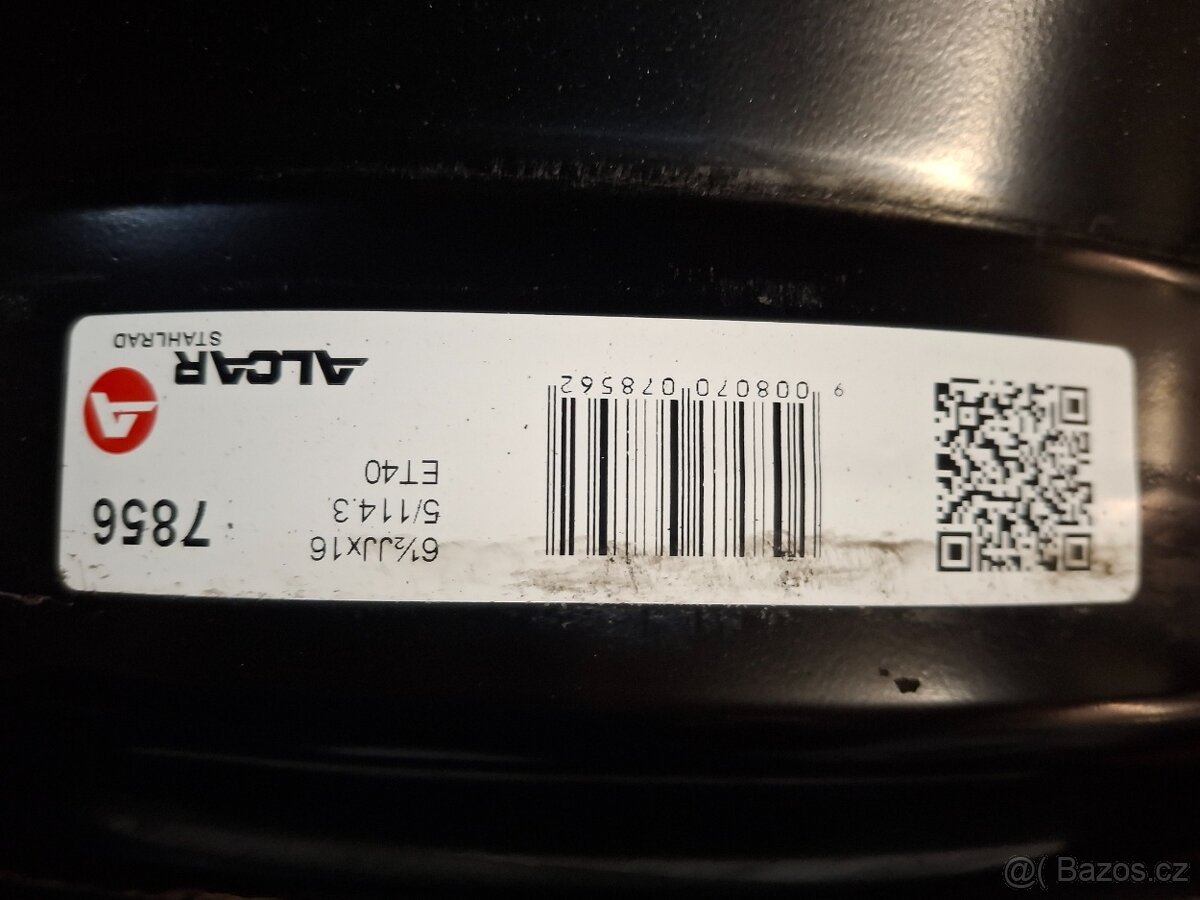 6½JJx16
5/114.3
ET40
7856
9 008070 078562
A
ALCAR
STAHLRAD
@( Bazos.cz